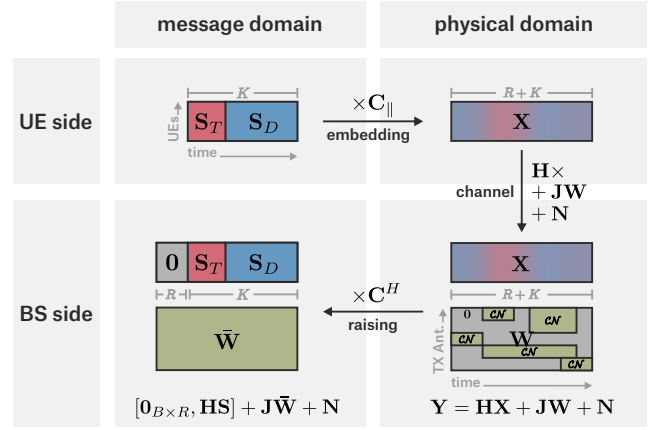 message domain
physical domain
UE side
K
UEs
S_T
S_D
time
×C_∥
embedding
R + K
X
channel
H×
+ JW
+ N
BS side
0
S_T
S_D
R
K
W̄
×C^H
raising
X
R + K
TX Ant.
0
CN
CN
W
CN
CN
CN
time
[0_{B×R}, HS] + JW̄ + N
Y = HX + JW + N